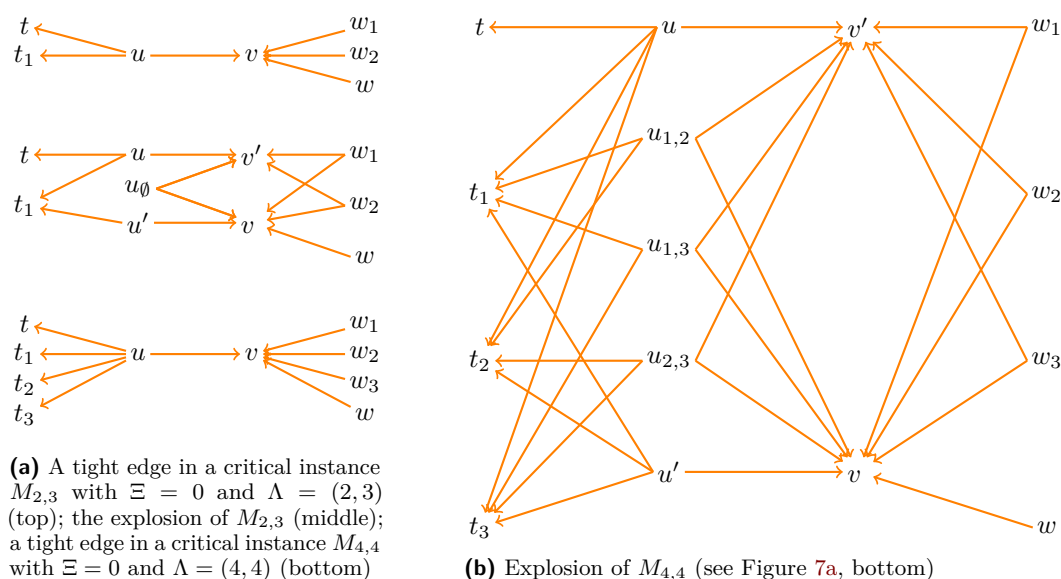 t
t₁
u
v
w₁
w₂
w
t
t₁
u
u∅
u′
v′
v
w₁
w₂
w
t
t₁
t₂
t₃
u
v
w₁
w₂
w₃
w
(a) A tight edge in a critical instance
M₂,₃ with Ξ = 0 and Λ = (2, 3)
(top); the explosion of M₂,₃ (middle);
a tight edge in a critical instance M₄,₄
with Ξ = 0 and Λ = (4, 4) (bottom)
t
u
v′
w₁
u₁,₂
t₁
w₂
u₁,₃
t₂
u₂,₃
w₃
u′
v
t₃
w
(b) Explosion of M₄,₄ (see Figure 7a, bottom)